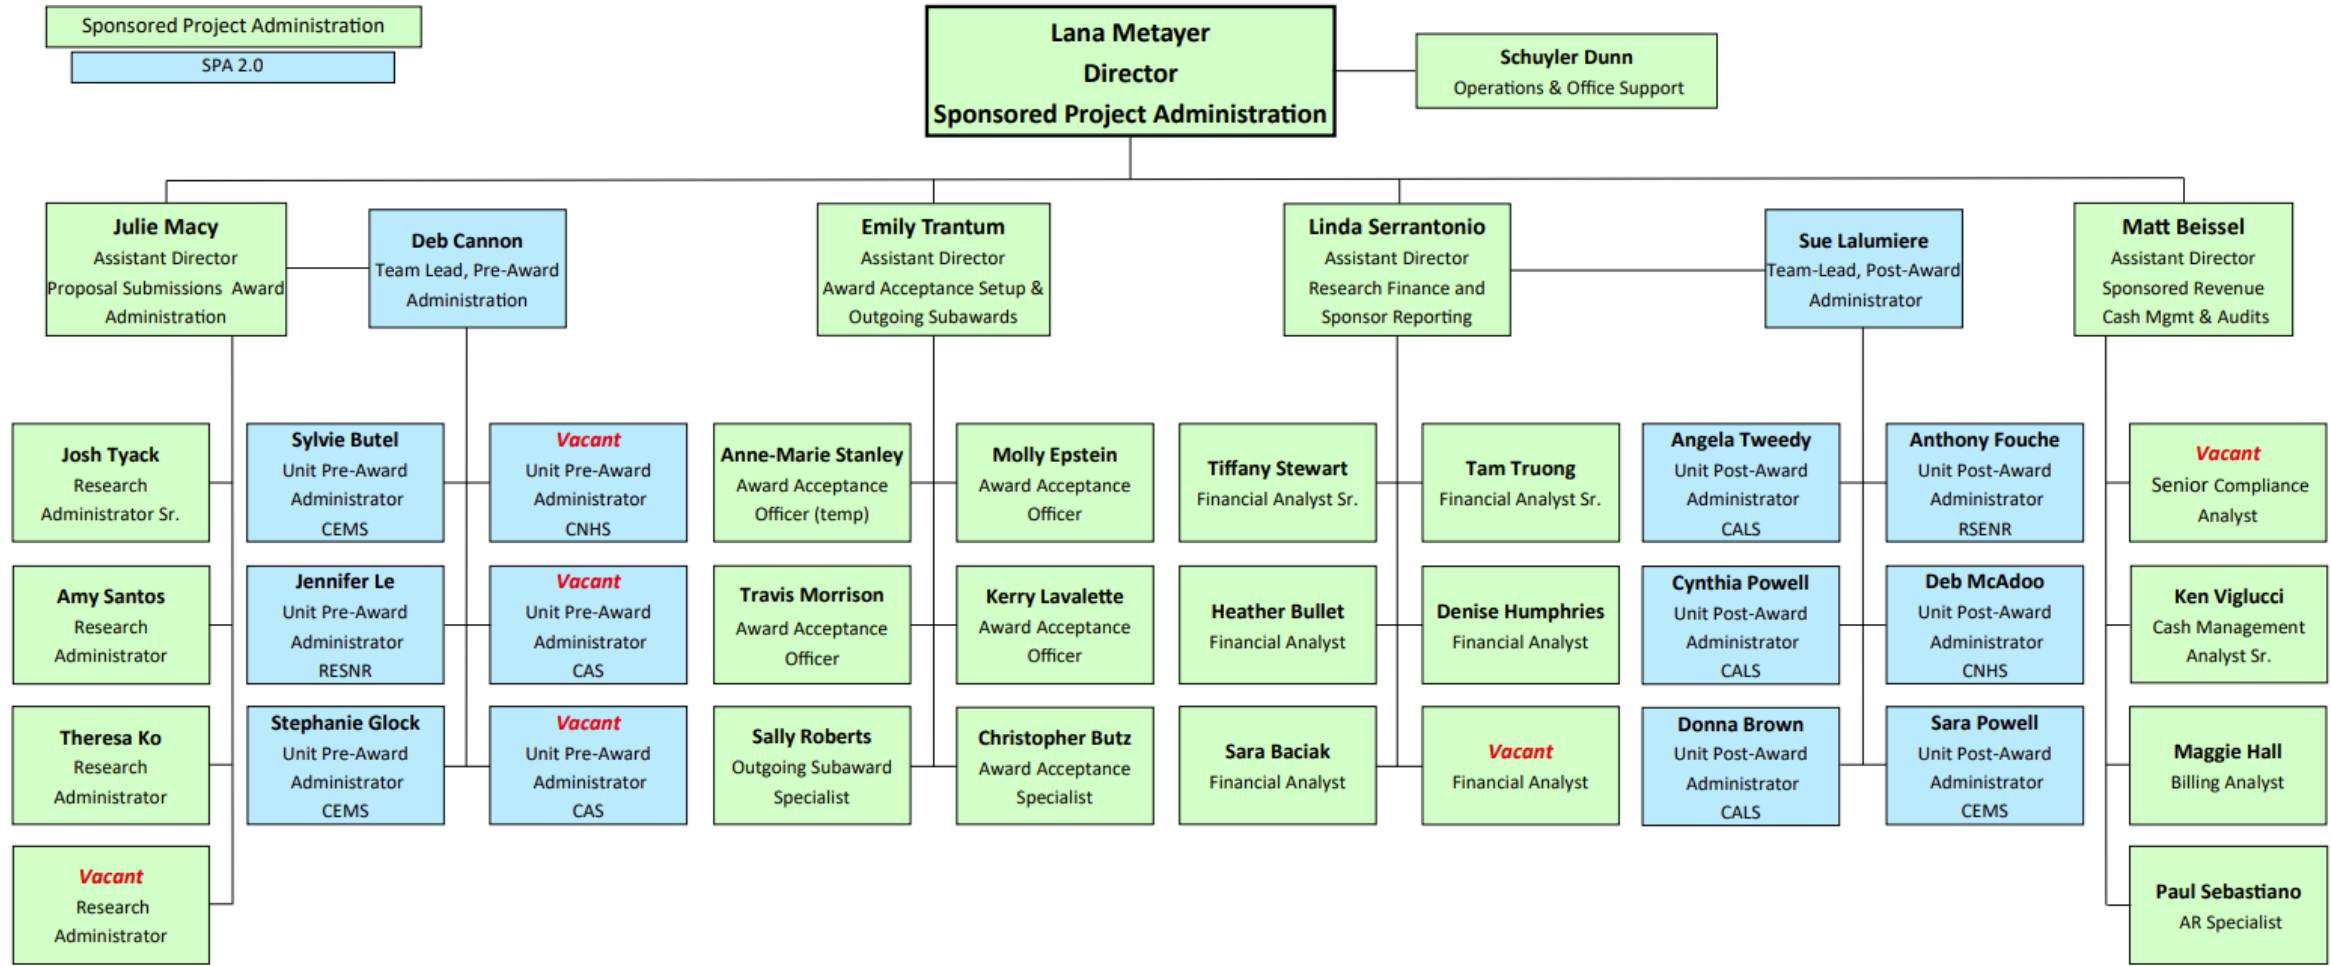 Sponsored Project Administration
SPA 2.0
Lana Metayer
Director
Sponsored Project Administration
Schuyler Dunn
Operations & Office Support
Julie Macy
Assistant Director
Proposal Submissions Award
Administration
Deb Cannon
Team Lead, Pre-Award
Administration
Emily Trantum
Assistant Director
Award Acceptance Setup &
Outgoing Subawards
Linda Serrantonio
Assistant Director
Research Finance and
Sponsor Reporting
Sue Lalumiere
Team-Lead, Post-Award
Administrator
Matt Beissel
Assistant Director
Sponsored Revenue
Cash Mgmt & Audits
Josh Tyack
Research
Administrator Sr.
Sylvie Butel
Unit Pre-Award
Administrator
CEMS
Vacant
Unit Pre-Award
Administrator
CNHS
Anne-Marie Stanley
Award Acceptance
Officer (temp)
Molly Epstein
Award Acceptance
Officer
Tiffany Stewart
Financial Analyst Sr.
Tam Truong
Financial Analyst Sr.
Angela Tweedy
Unit Post-Award
Administrator
CALS
Anthony Fouche
Unit Post-Award
Administrator
RSENR
Vacant
Senior Compliance
Analyst
Amy Santos
Research
Administrator
Jennifer Le
Unit Pre-Award
Administrator
RESNR
Vacant
Unit Pre-Award
Administrator
CAS
Travis Morrison
Award Acceptance
Officer
Kerry Lavalette
Award Acceptance
Officer
Heather Bullet
Financial Analyst
Denise Humphries
Financial Analyst
Cynthia Powell
Unit Post-Award
Administrator
CALS
Deb McAdoo
Unit Post-Award
Administrator
CNHS
Ken Viglucci
Cash Management
Analyst Sr.
Theresa Ko
Research
Administrator
Stephanie Glock
Unit Pre-Award
Administrator
CEMS
Vacant
Unit Pre-Award
Administrator
CAS
Sally Roberts
Outgoing Subaward
Specialist
Christopher Butz
Award Acceptance
Specialist
Sara Baciak
Financial Analyst
Vacant
Financial Analyst
Donna Brown
Unit Post-Award
Administrator
CALS
Sara Powell
Unit Post-Award
Administrator
CEMS
Maggie Hall
Billing Analyst
Vacant
Research
Administrator
Paul Sebastiano
AR Specialist